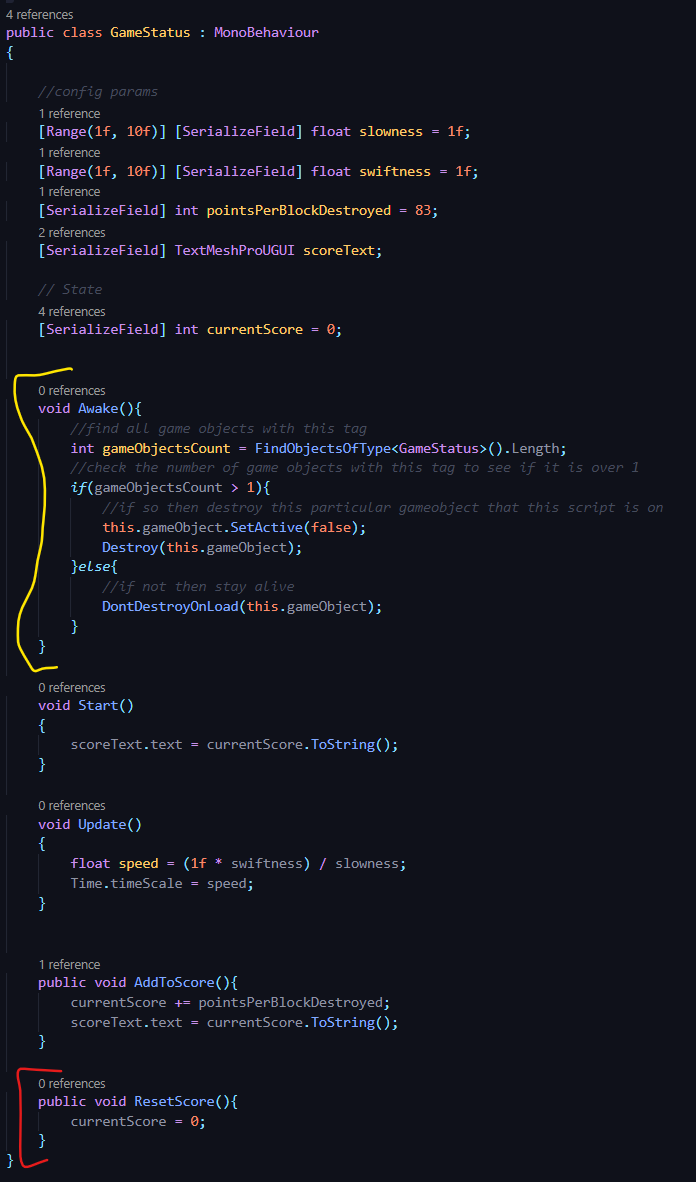 4 references
public class GameStatus : MonoBehaviour
{
//config params
1 reference
[Range(1f, 10f)] [SerializeField] float slowness = 1f;
1 reference
[Range(1f, 10f)] [SerializeField] float swiftness = 1f;
1 reference
[SerializeField] int pointsPerBlockDestroyed = 83;
2 references
[SerializeField] TextMeshProUGUI scoreText;
// State
4 references
[SerializeField] int currentScore = 0;
0 references
void Awake(){
//find all game objects with this tag
int gameObjectsCount = FindObjectsOfType<GameStatus>().Length;
//check the number of game objects with this tag to see if it is over 1
if(gameObjectsCount > 1){
//if so then destroy this particular gameobject that this script is on
this.gameObject.SetActive(false);
Destroy(this.gameObject);
}else{
//if not then stay alive
DontDestroyOnLoad(this.gameObject);
}
}
0 references
void Start()
{
scoreText.text = currentScore.ToString();
}
0 references
void Update()
{
float speed = (1f * swiftness) / slowness;
Time.timeScale = speed;
}
1 reference
public void AddToScore(){
currentScore += pointsPerBlockDestroyed;
scoreText.text = currentScore.ToString();
}
0 references
public void ResetScore(){
currentScore = 0;
}
}